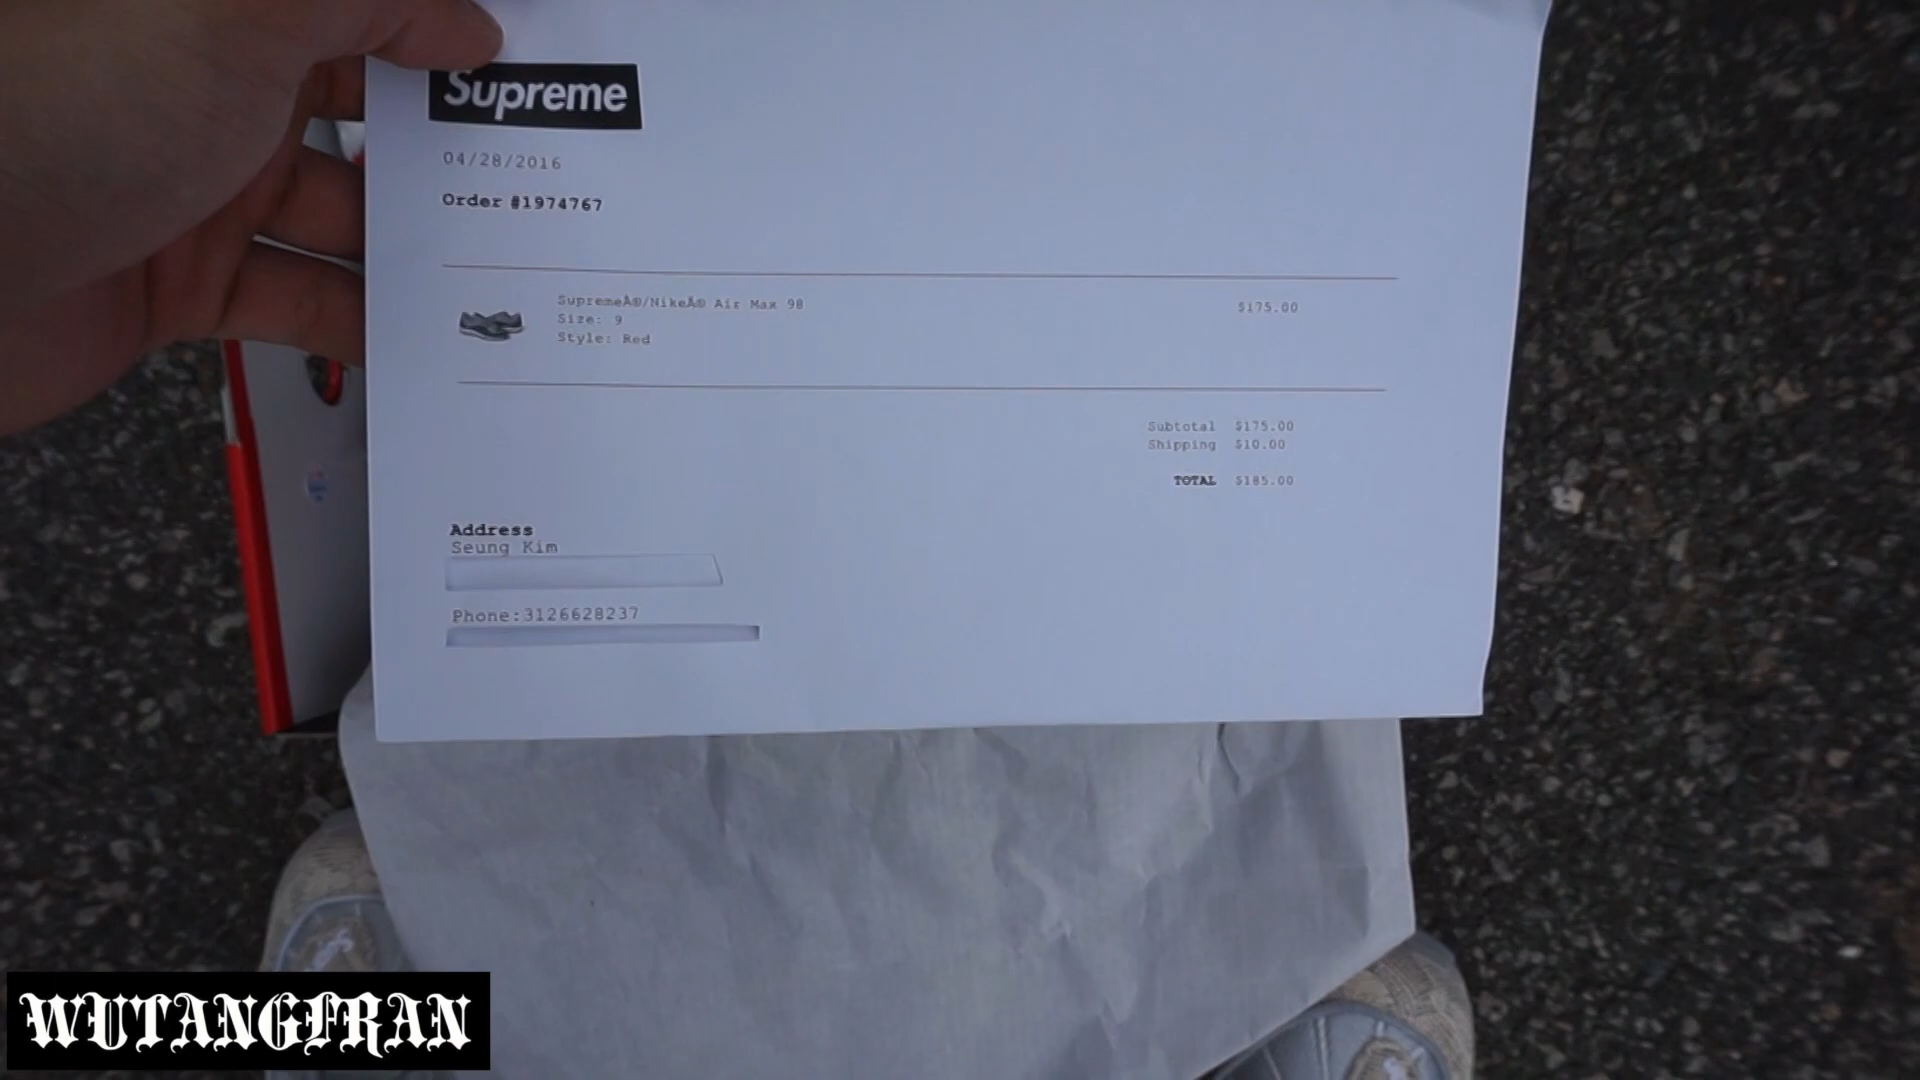 Supreme
04/28/2016
Order #1974767
SupremeÂ®/NikeÂ® Air Max 98 $175.00
Size: 9
Style: Red
Subtotal $175.00
Shipping $10.00
TOTAL $185.00
Address
Seung Kim
Phone:3126628237
WUTANGFRAN